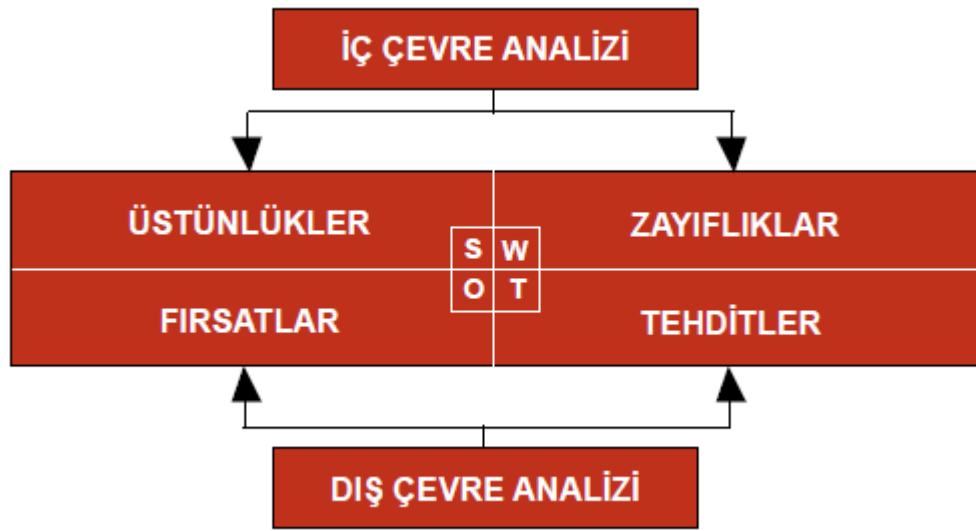 İÇ ÇEVRE ANALİZİ
ÜSTÜNLÜKLER
ZAYIFLIKLAR
S W
O T
FIRSATLAR
TEHDİTLER
DIŞ ÇEVRE ANALİZİ